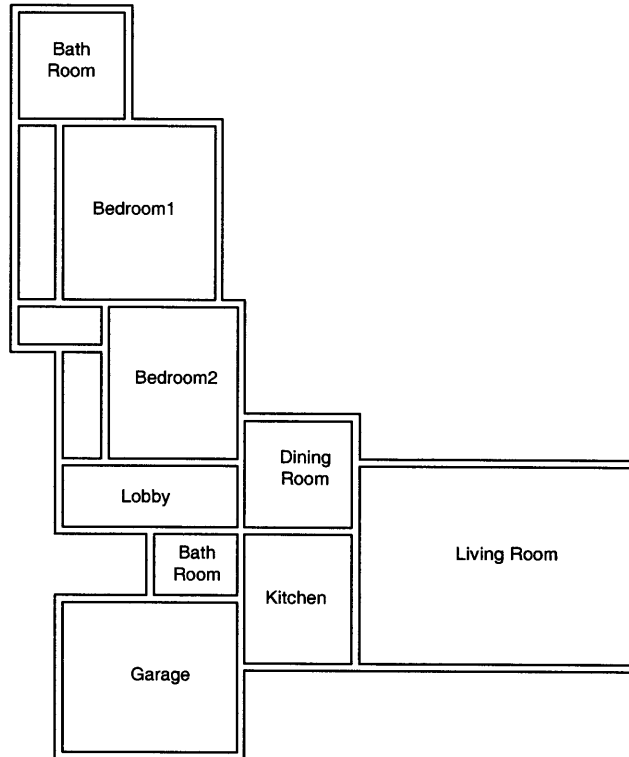 Bath
Room
Bedroom1
Bedroom2
Dining
Room
Lobby
Bath
Room
Living Room
Kitchen
Garage